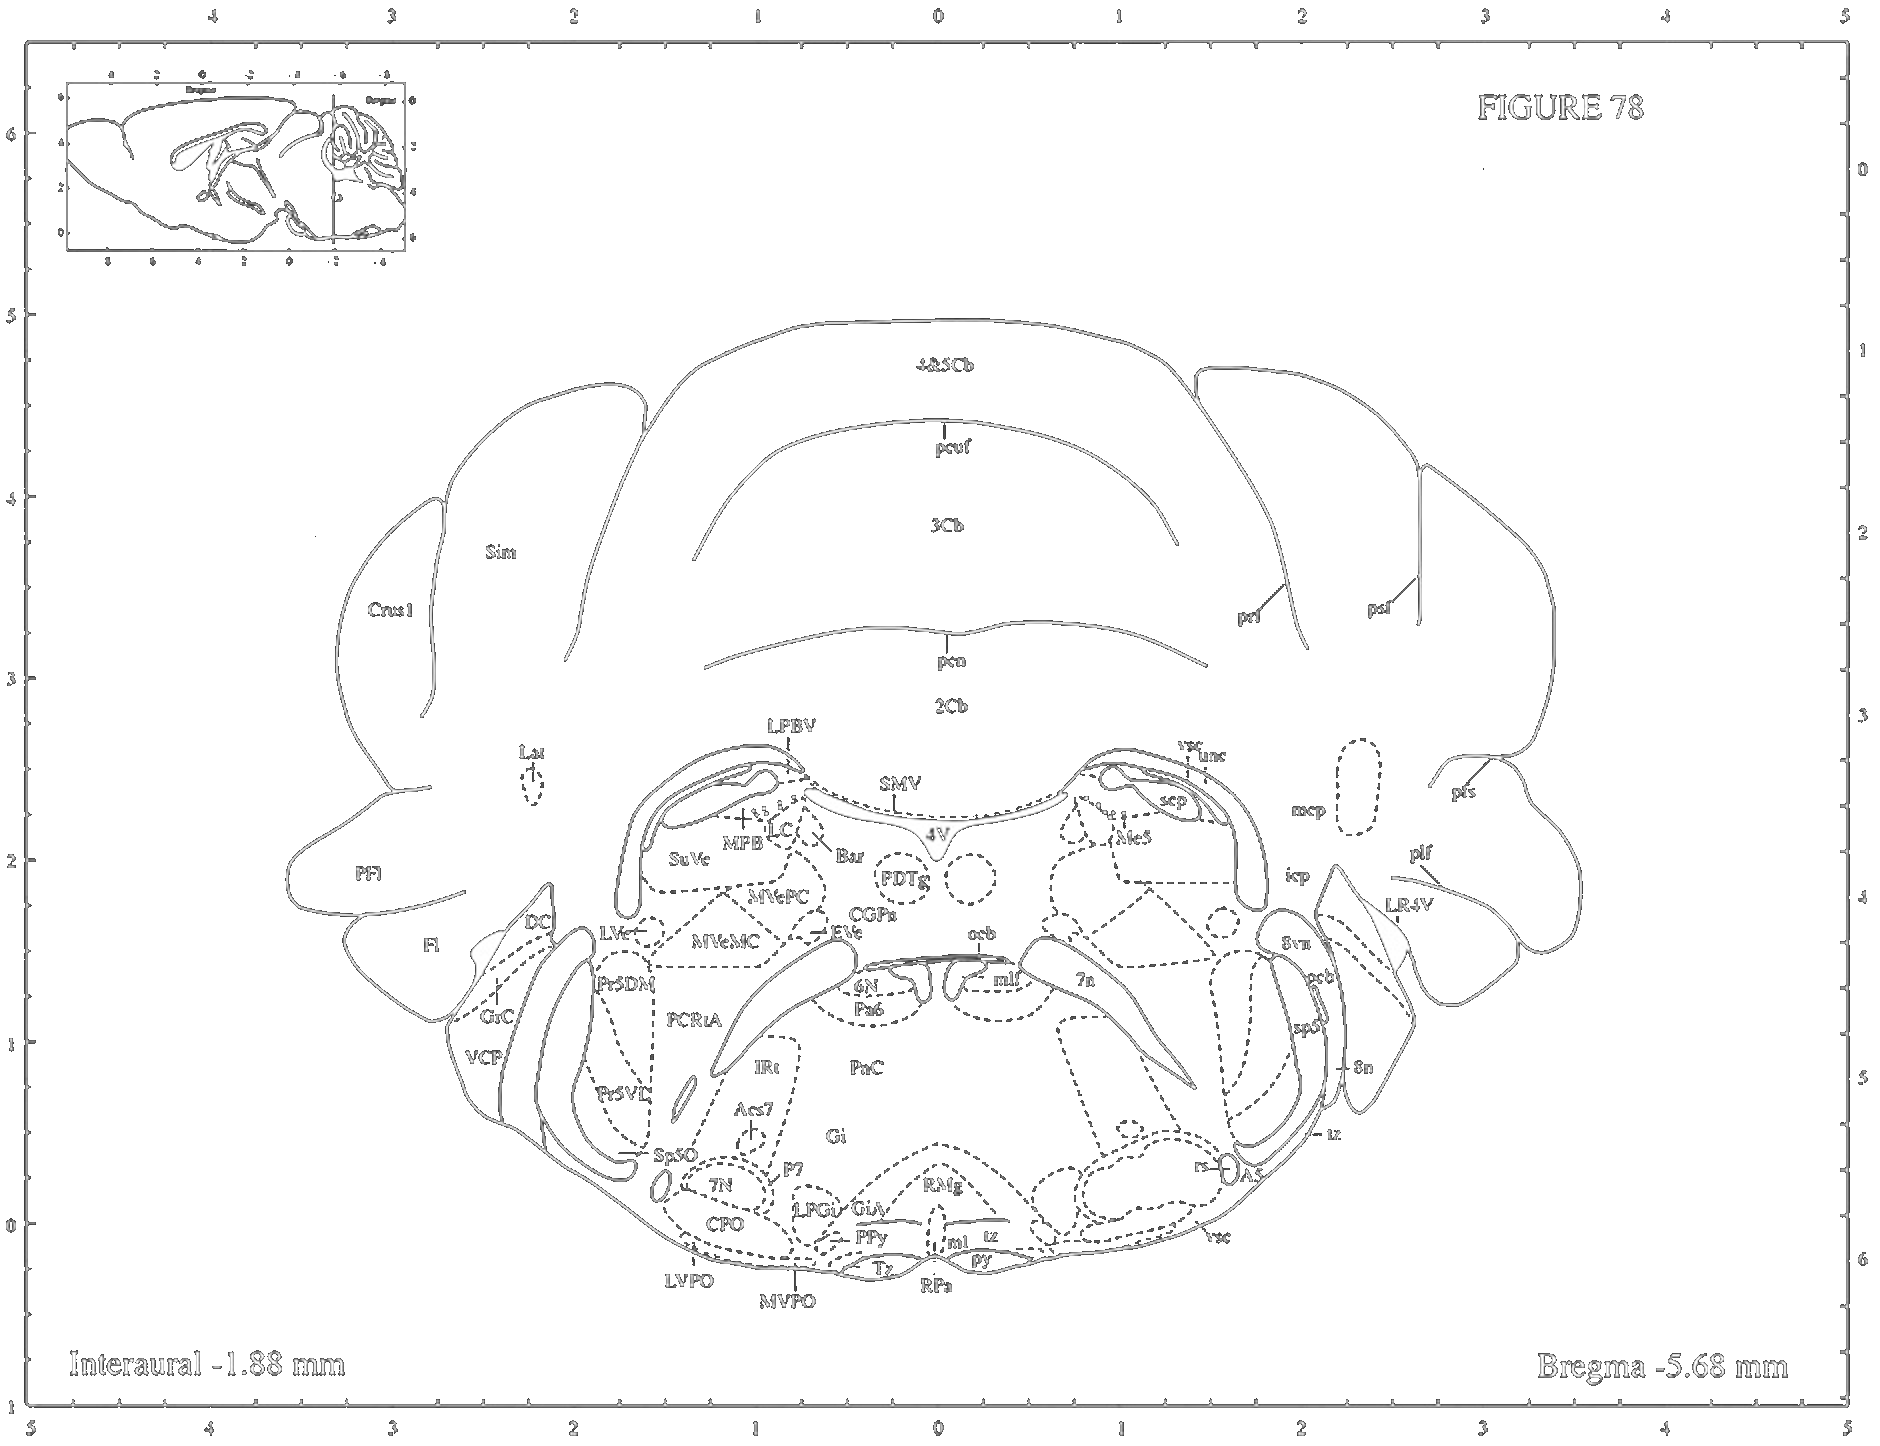 4 3 2 1 0 1 2 3 4 5
FIGURE 78
Bregma
Bregma
6
0
5
4&5Cb
1
pcuf
4
3Cb
2
Sim
Crus1
prf
psf
pcn
3
2Cb
3
LPBV
Lat
vsc
unc
SMV
scp
pfs
mcp
4V
LC
MPB
Me5
Bar
SuVe
2
plf
PFl
PDTg
icp
MVePC
4
LR4V
CGPn
DC
LVe
EVe
ocb
Fl
MVeMC
8vn
mlf
7n
ocb
6N
Pr5DM
Pa6
GrC
PCRtA
sp5
1
VCP
IRt
PnC
8n
5
Pr5VL
Acs7
Gi
tz
Sp5O
P7
rs
A5
7N
RMg
LPGi
GiA
0
CPO
PPy
ml
tz
vsc
Tz
py
6
LVPO
RPa
MVPO
Interaural -1.88 mm
Bregma -5.68 mm
1
5 4 3 2 1 0 1 2 3 4 5